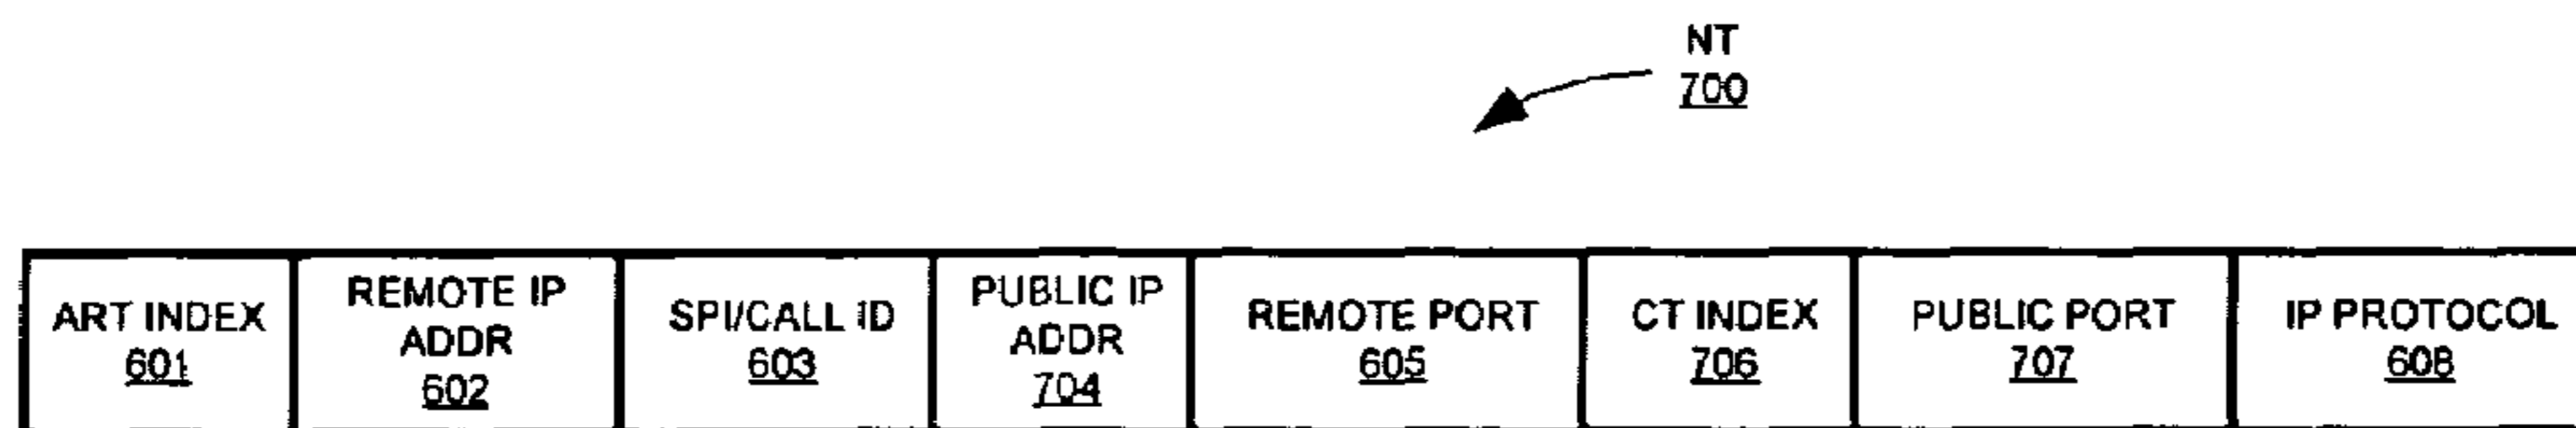 NT
700
ART INDEX
601
REMOTE IP
ADDR
602
SPI/CALL ID
603
PUBLIC IP
ADDR
704
REMOTE PORT
605
CT INDEX
706
PUBLIC PORT
707
IP PROTOCOL
608